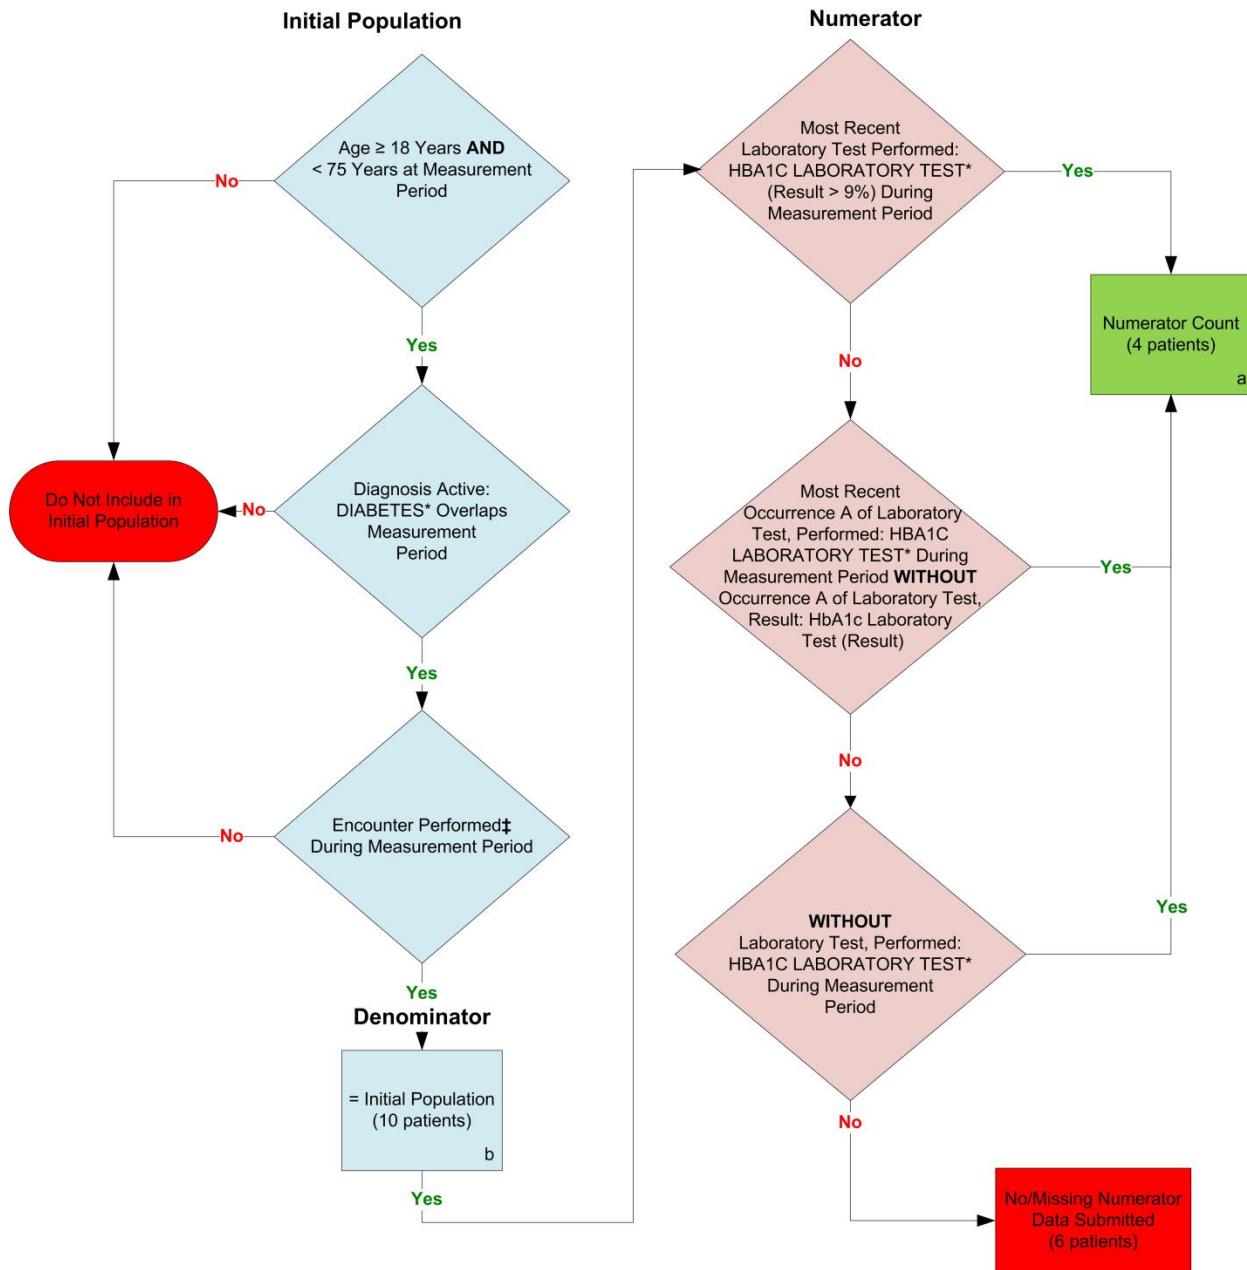 Initial Population
Age ≥ 18 Years AND
< 75 Years at Measurement
Period
No
Yes
Diagnosis Active:
DIABETES* Overlaps
Measurement
Period
No
Do Not Include in
Initial Population
Yes
Encounter Performed‡
During Measurement Period
No
Yes
Denominator
= Initial Population
(10 patients)
b
Yes
Numerator
Most Recent
Laboratory Test Performed:
HBA1C LABORATORY TEST*
(Result > 9%) During
Measurement Period
Yes
Numerator Count
(4 patients)
a
No
Most Recent
Occurrence A of Laboratory
Test, Performed: HBA1C
LABORATORY TEST* During
Measurement Period WITHOUT
Occurrence A of Laboratory Test,
Result: HbA1c Laboratory
Test (Result)
Yes
No
WITHOUT
Laboratory Test, Performed:
HBA1C LABORATORY TEST*
During Measurement
Period
Yes
No
No/Missing Numerator
Data Submitted
(6 patients)